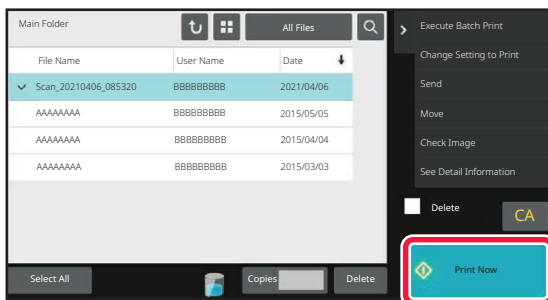 Main Folder
All Files
File Name User Name Date
Scan_20210406_085320 BBBBBBBBB 2021/04/06
AAAAAAAA BBBBBBBBB 2015/05/05
AAAAAAAA BBBBBBBBB 2015/04/04
AAAAAAAA BBBBBBBBB 2015/03/03
Select All
Copies
Delete
Execute Batch Print
Change Setting to Print
Send
Move
Check Image
See Detail Information
Delete
CA
Print Now